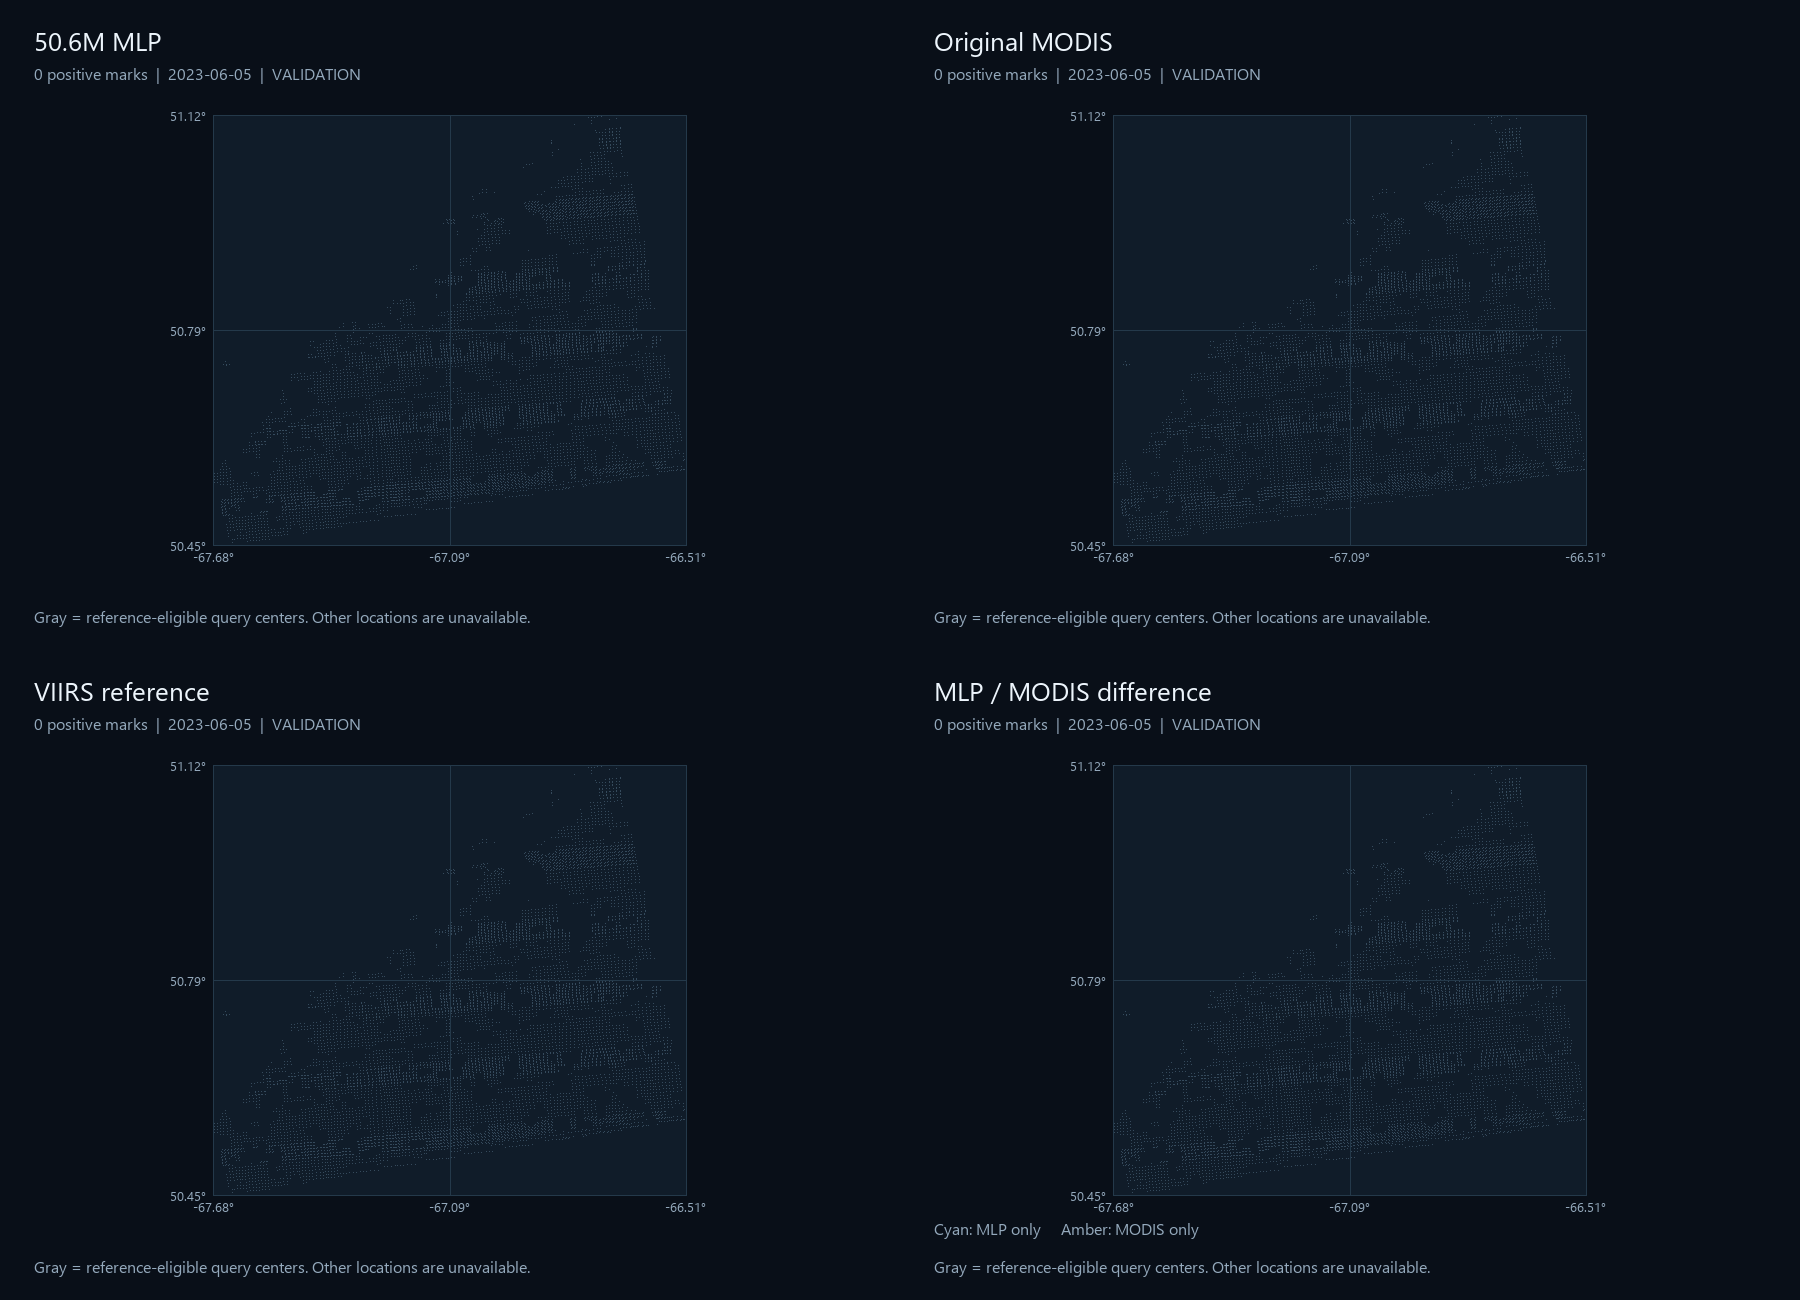 50.6M MLP
0 positive marks | 2023-06-05 | VALIDATION
51.12°
50.79°
50.45°
-67.68°
-67.09°
-66.51°
Gray = reference-eligible query centers. Other locations are unavailable.
Original MODIS
0 positive marks | 2023-06-05 | VALIDATION
51.12°
50.79°
50.45°
-67.68°
-67.09°
-66.51°
Gray = reference-eligible query centers. Other locations are unavailable.
VIIRS reference
0 positive marks | 2023-06-05 | VALIDATION
51.12°
50.79°
50.45°
-67.68°
-67.09°
-66.51°
Gray = reference-eligible query centers. Other locations are unavailable.
MLP / MODIS difference
0 positive marks | 2023-06-05 | VALIDATION
51.12°
50.79°
50.45°
-67.68°
-67.09°
-66.51°
Cyan: MLP only Amber: MODIS only
Gray = reference-eligible query centers. Other locations are unavailable.